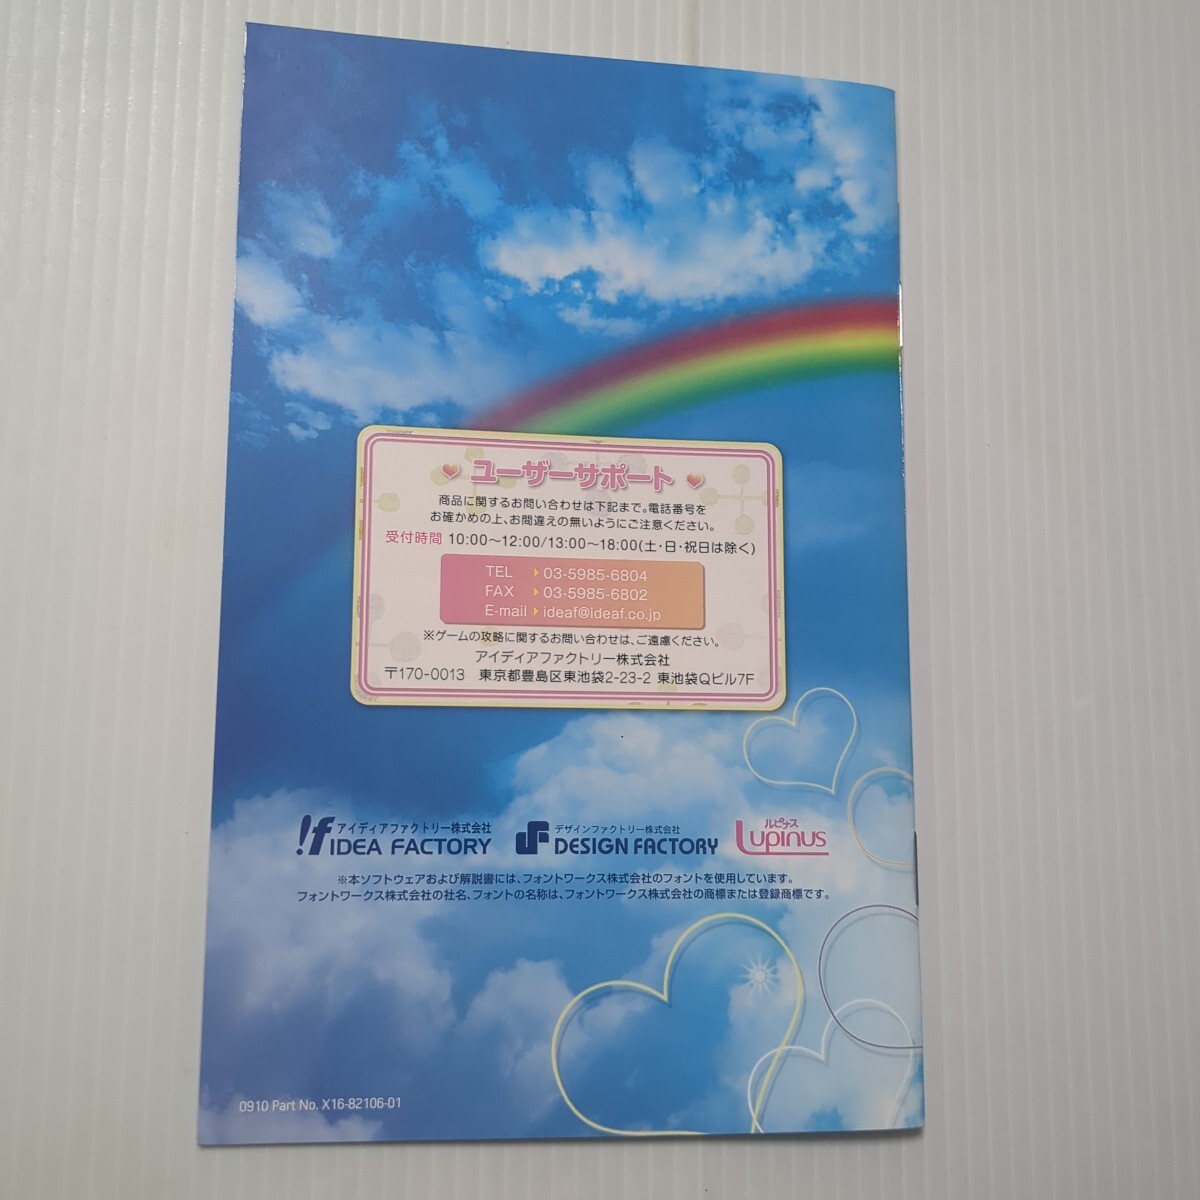 ユーザーサポート
商品に関するお問い合わせは下記まで。電話番号を
お確かめの上、お間違えの無いようにご注意ください。
受付時間 10:00～12:00/13:00～18:00(土・日・祝日は除く)
TEL 03-5985-6804
FAX 03-5985-6802
E-mail ideaf@ideaf.co.jp
※ゲームの攻略に関するお問い合わせは、ご遠慮ください。
アイディアファクトリー株式会社
〒170-0013 東京都豊島区東池袋2-23-2 東池袋Qビル7F
アイディアファクトリー株式会社
IDEA FACTORY
デザインファクトリー株式会社
DESIGN FACTORY
ルピナス
Lupinus
※本ソフトウェアおよび解説書には、フォントワークス株式会社のフォントを使用しています。
フォントワークス株式会社の社名、フォントの名称は、フォントワークス株式会社の商標または登録商標です。
0910 Part No. X16-82106-01